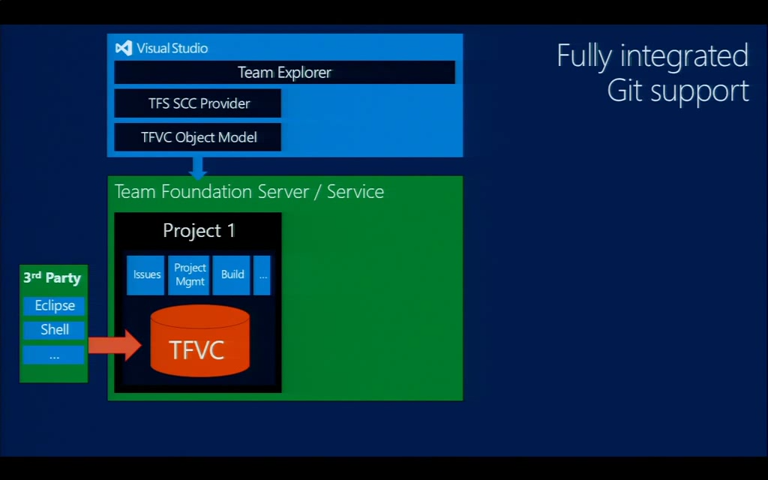 Fully integrated
Git support
Visual Studio
Team Explorer
TFS SCC Provider
TFVC Object Model
Team Foundation Server / Service
Project 1
Issues
Project
Mgmt
Build
...
TFVC
3rd Party
Eclipse
Shell
...